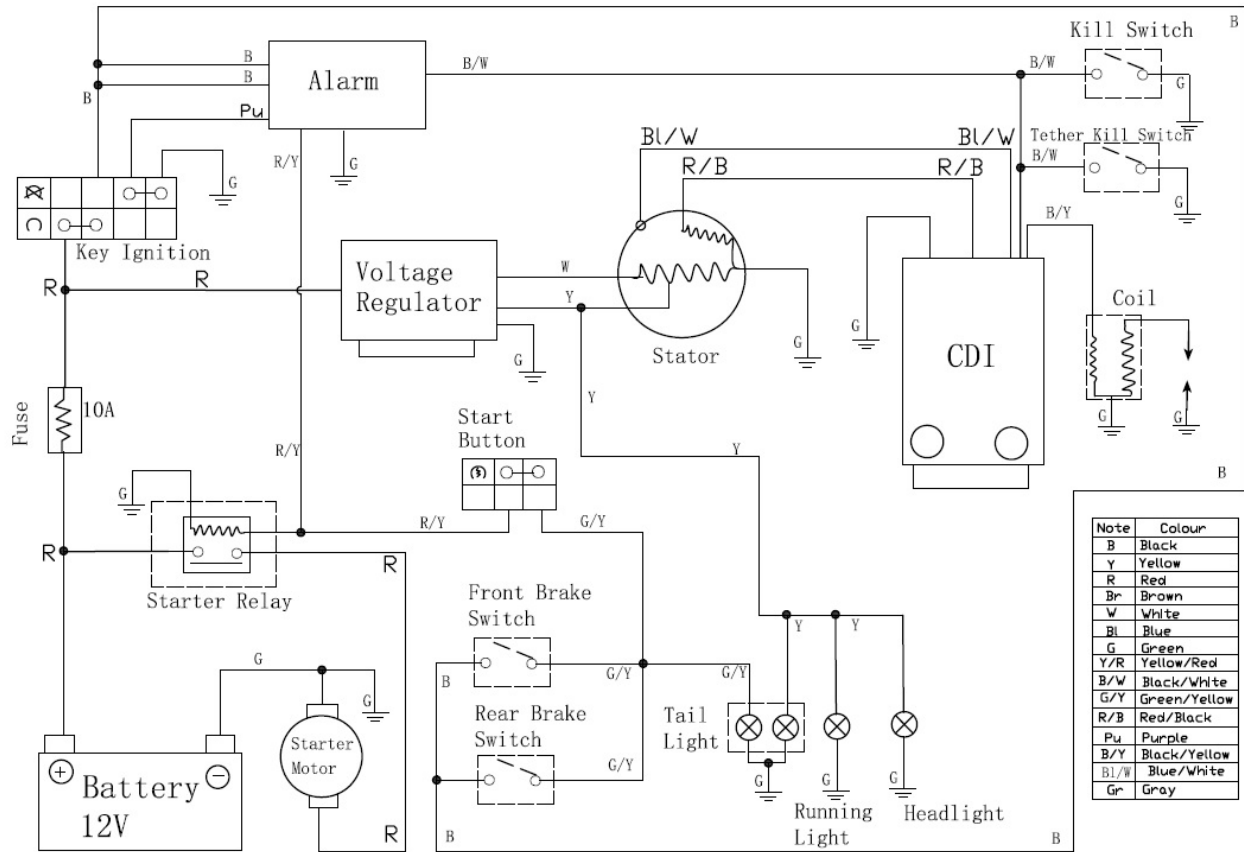 B
Kill Switch
B
B
Alarm
B/W
B/W
G
B
Pu
R/Y
G
Bl/W
Bl/W
Tether Kill Switch
R/B
R/B
B/W
G
G
B/Y
Key Ignition
Voltage
Regulator
W
Y
R
R
G
Stator
G
G
CDI
Coil
G
G
Fuse
10A
Y
Start
Button
R/Y
Y
B
G
R/Y
G/Y
R
R
Starter Relay
Front Brake
Switch
B
G/Y
G/Y
Y
Y
G
Rear Brake
Switch
G/Y
Tail
Light
G
G
G
Running
Light
Headlight
G
Starter
Motor
Battery
12V
R
B
B
Note Colour
B Black
Y Yellow
R Red
Br Brown
W White
Bl Blue
G Green
Y/R Yellow/Red
B/W Black/White
G/Y Green/Yellow
R/B Red/Black
Pu Purple
B/Y Black/Yellow
Bl/W Blue/White
Gr Gray